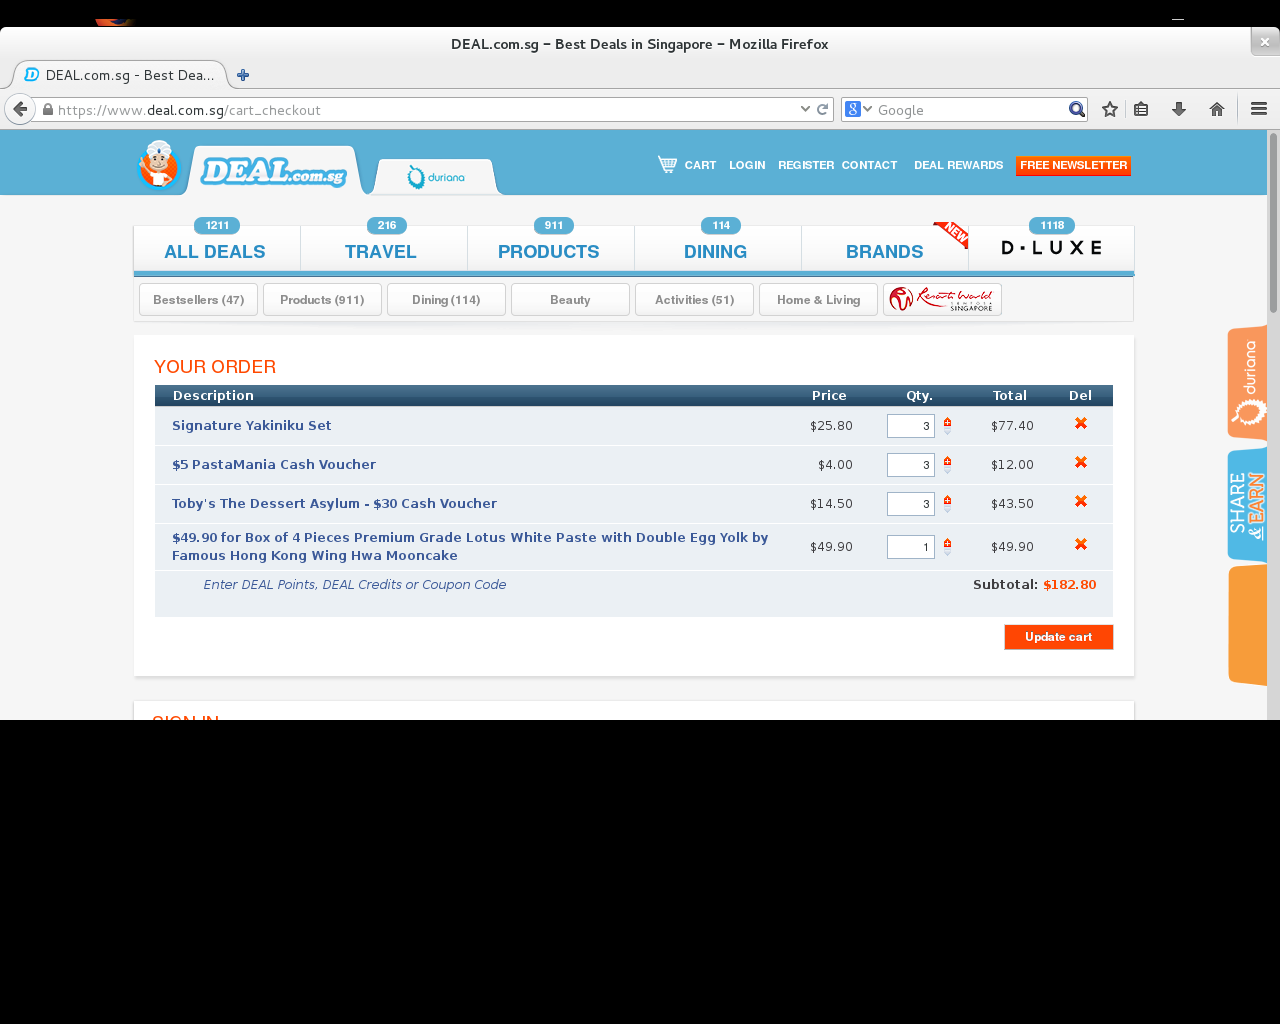 DEAL.com.sg – Best Deals in Singapore – Mozilla Firefox
DEAL.com.sg - Best Dea...
https://www.deal.com.sg/cart_checkout
Google
DEAL.com.sg
duriana
CART LOGIN REGISTER CONTACT DEAL REWARDS FREE NEWSLETTER
1211 216 911 114 1118
ALL DEALS TRAVEL PRODUCTS DINING BRANDS NEW D·LUXE
Bestsellers (47) Products (911) Dining (114) Beauty Activities (51) Home & Living Resorts World SENTOSA SINGAPORE
YOUR ORDER
Description Price Qty. Total Del
Signature Yakiniku Set $25.80 3 $77.40
$5 PastaMania Cash Voucher $4.00 3 $12.00
Toby's The Dessert Asylum - $30 Cash Voucher $14.50 3 $43.50
$49.90 for Box of 4 Pieces Premium Grade Lotus White Paste with Double Egg Yolk by
Famous Hong Kong Wing Hwa Mooncake $49.90 1 $49.90
Enter DEAL Points, DEAL Credits or Coupon Code Subtotal: $182.80
Update cart
SIGN IN
duriana
SHARE
& EARN